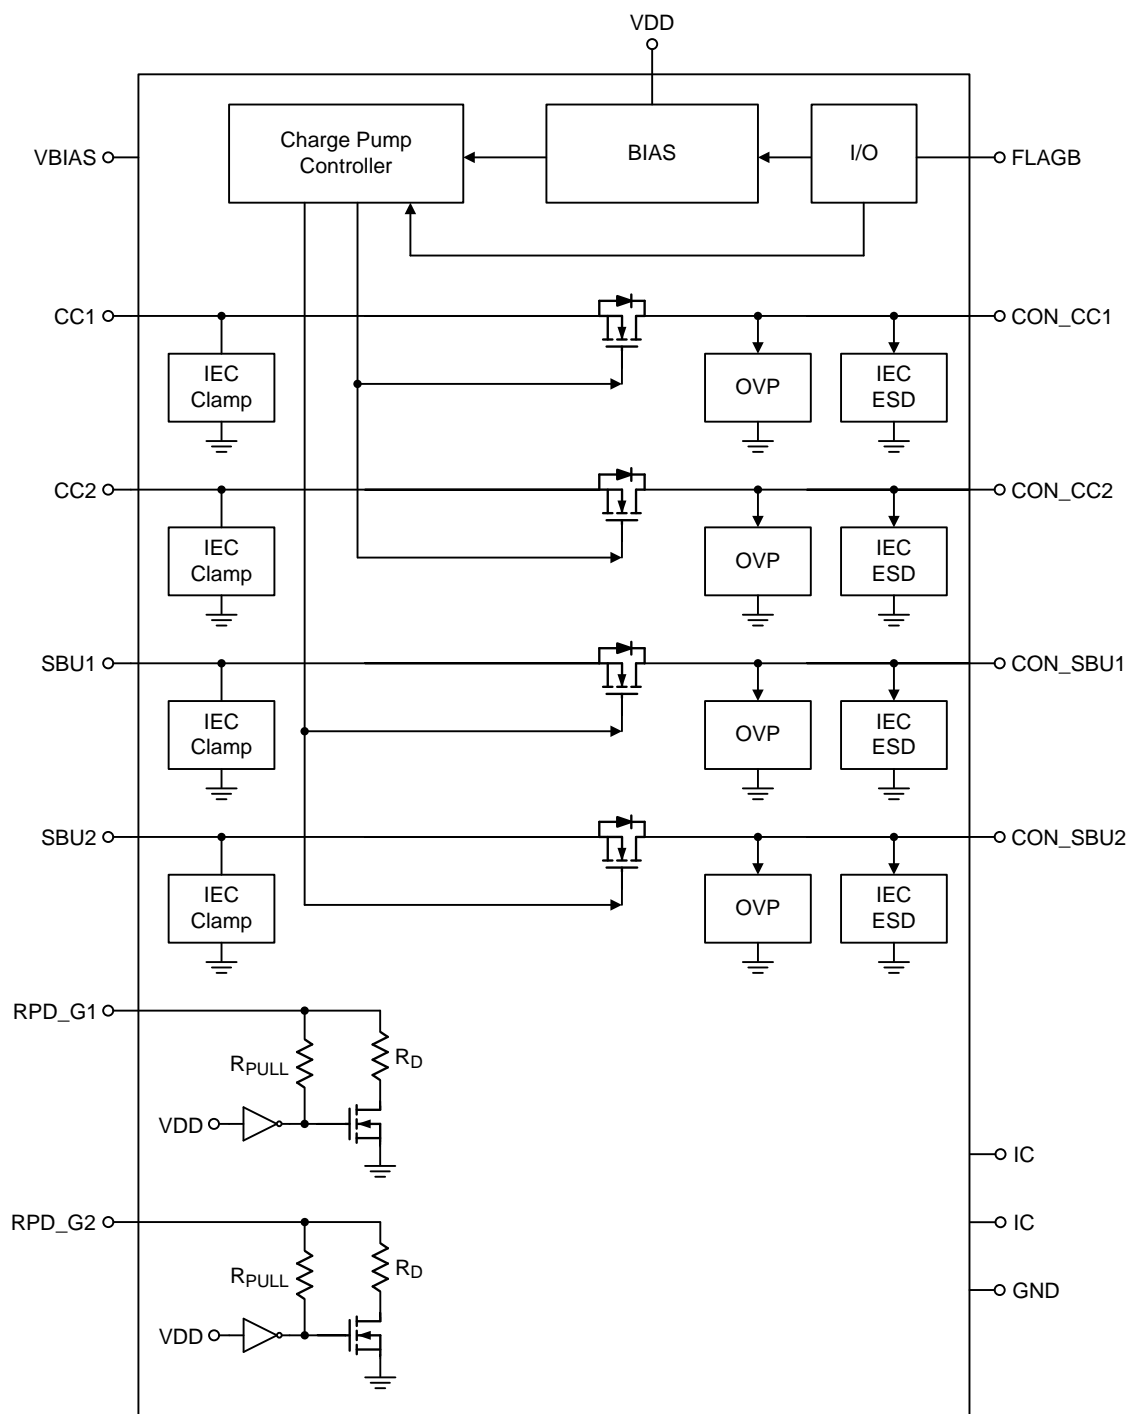 VDD
VBIAS
Charge Pump
Controller
BIAS
I/O
FLAGB
CC1
CON_CC1
IEC
Clamp
OVP
IEC
ESD
CC2
CON_CC2
IEC
Clamp
OVP
IEC
ESD
SBU1
CON_SBU1
IEC
Clamp
OVP
IEC
ESD
SBU2
CON_SBU2
IEC
Clamp
OVP
IEC
ESD
RPD_G1
RPULL
RD
VDD
IC
RPD_G2
IC
RPULL
RD
GND
VDD